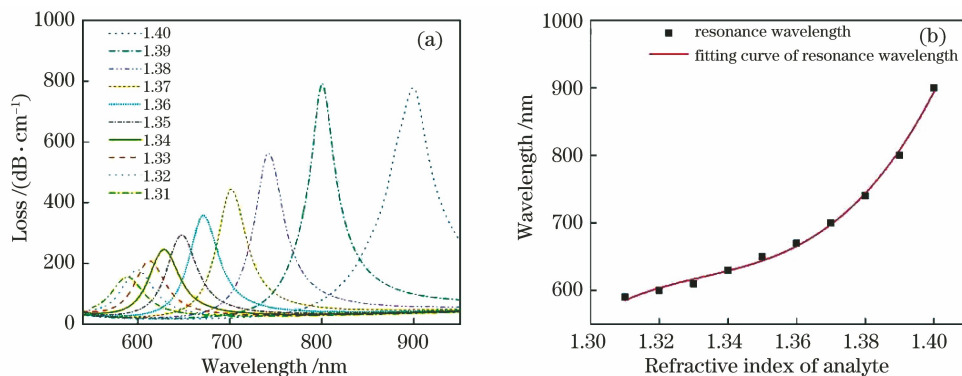 (a)
1000
800
600
400
200
0
Loss /(dB · cm⁻¹)
1.40
1.39
1.38
1.37
1.36
1.35
1.34
1.33
1.32
1.31
600 700 800 900
Wavelength /nm
(b)
resonance wavelength
fitting curve of resonance wavelength
1000
900
800
700
600
Wavelength /nm
1.30 1.32 1.34 1.36 1.38 1.40
Refractive index of analyte